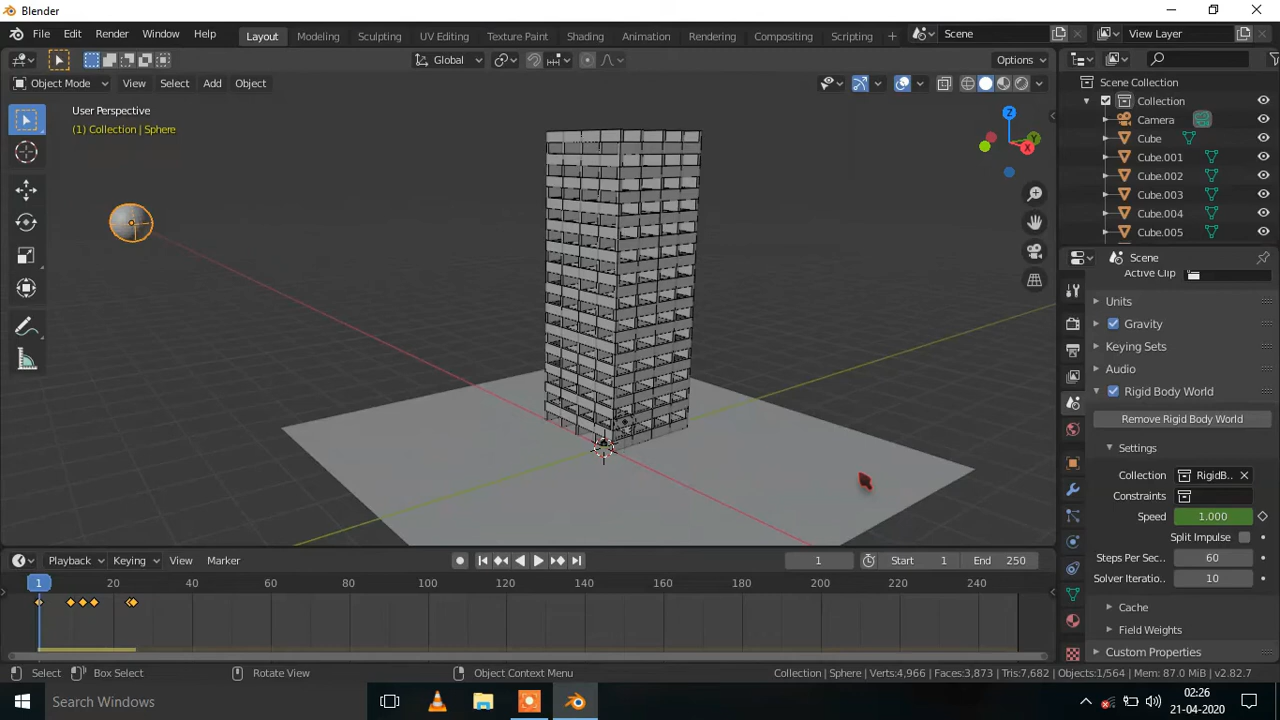 Blender
File Edit Render Window Help
Layout Modeling Sculpting UV Editing Texture Paint Shading Animation Rendering Compositing Scripting +
Scene
View Layer
Global
Options
Object Mode View Select Add Object
User Perspective
(1) Collection | Sphere
Z
Y
X
Scene Collection
Collection
Camera
Cube
Cube.001
Cube.002
Cube.003
Cube.004
Cube.005
Scene
Active Clip
Units
Gravity
Keying Sets
Audio
Rigid Body World
Remove Rigid Body World
Settings
Collection RigidB..
Constraints
Speed 1.000
Split Impulse
Steps Per Sec.. 60
Solver Iteratio.. 10
Cache
Field Weights
Custom Properties
Playback Keying View Marker
1
Start 1
End 250
1 20 40 60 80 100 120 140 160 180 200 220 240
Select Box Select Rotate View Object Context Menu
Collection | Sphere | Verts:4,966 | Faces:3,873 | Tris:7,682 | Objects:1/564 | Mem: 87.0 MiB | v2.82.7
Search Windows
02:26
21-04-2020